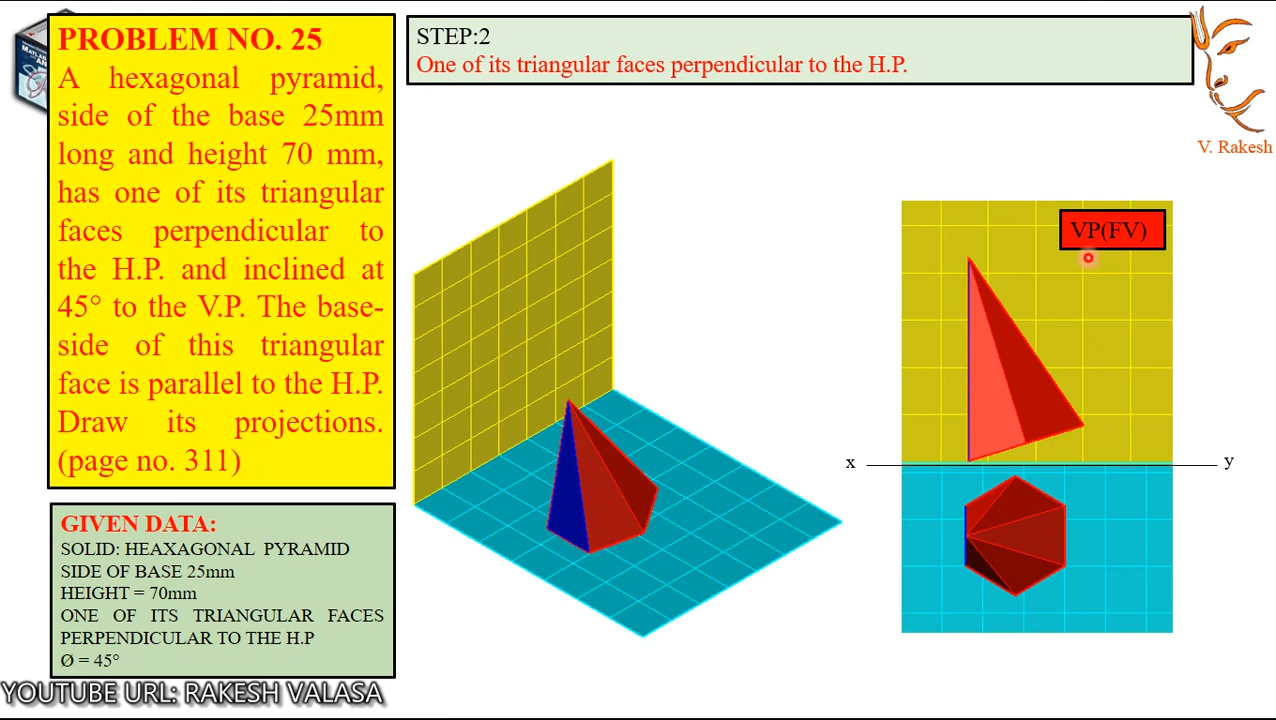 PROBLEM NO. 25
A hexagonal pyramid,
side of the base 25mm
long and height 70 mm,
has one of its triangular
faces perpendicular to
the H.P. and inclined at
45° to the V.P. The base-
side of this triangular
face is parallel to the H.P.
Draw its projections.
(page no. 311)
GIVEN DATA:
SOLID: HEAXAGONAL PYRAMID
SIDE OF BASE 25mm
HEIGHT = 70mm
ONE OF ITS TRIANGULAR FACES
PERPENDICULAR TO THE H.P
Ø = 45°
YOUTUBE URL: RAKESH VALASA
STEP:2
One of its triangular faces perpendicular to the H.P.
V. Rakesh
VP(FV)
x
y